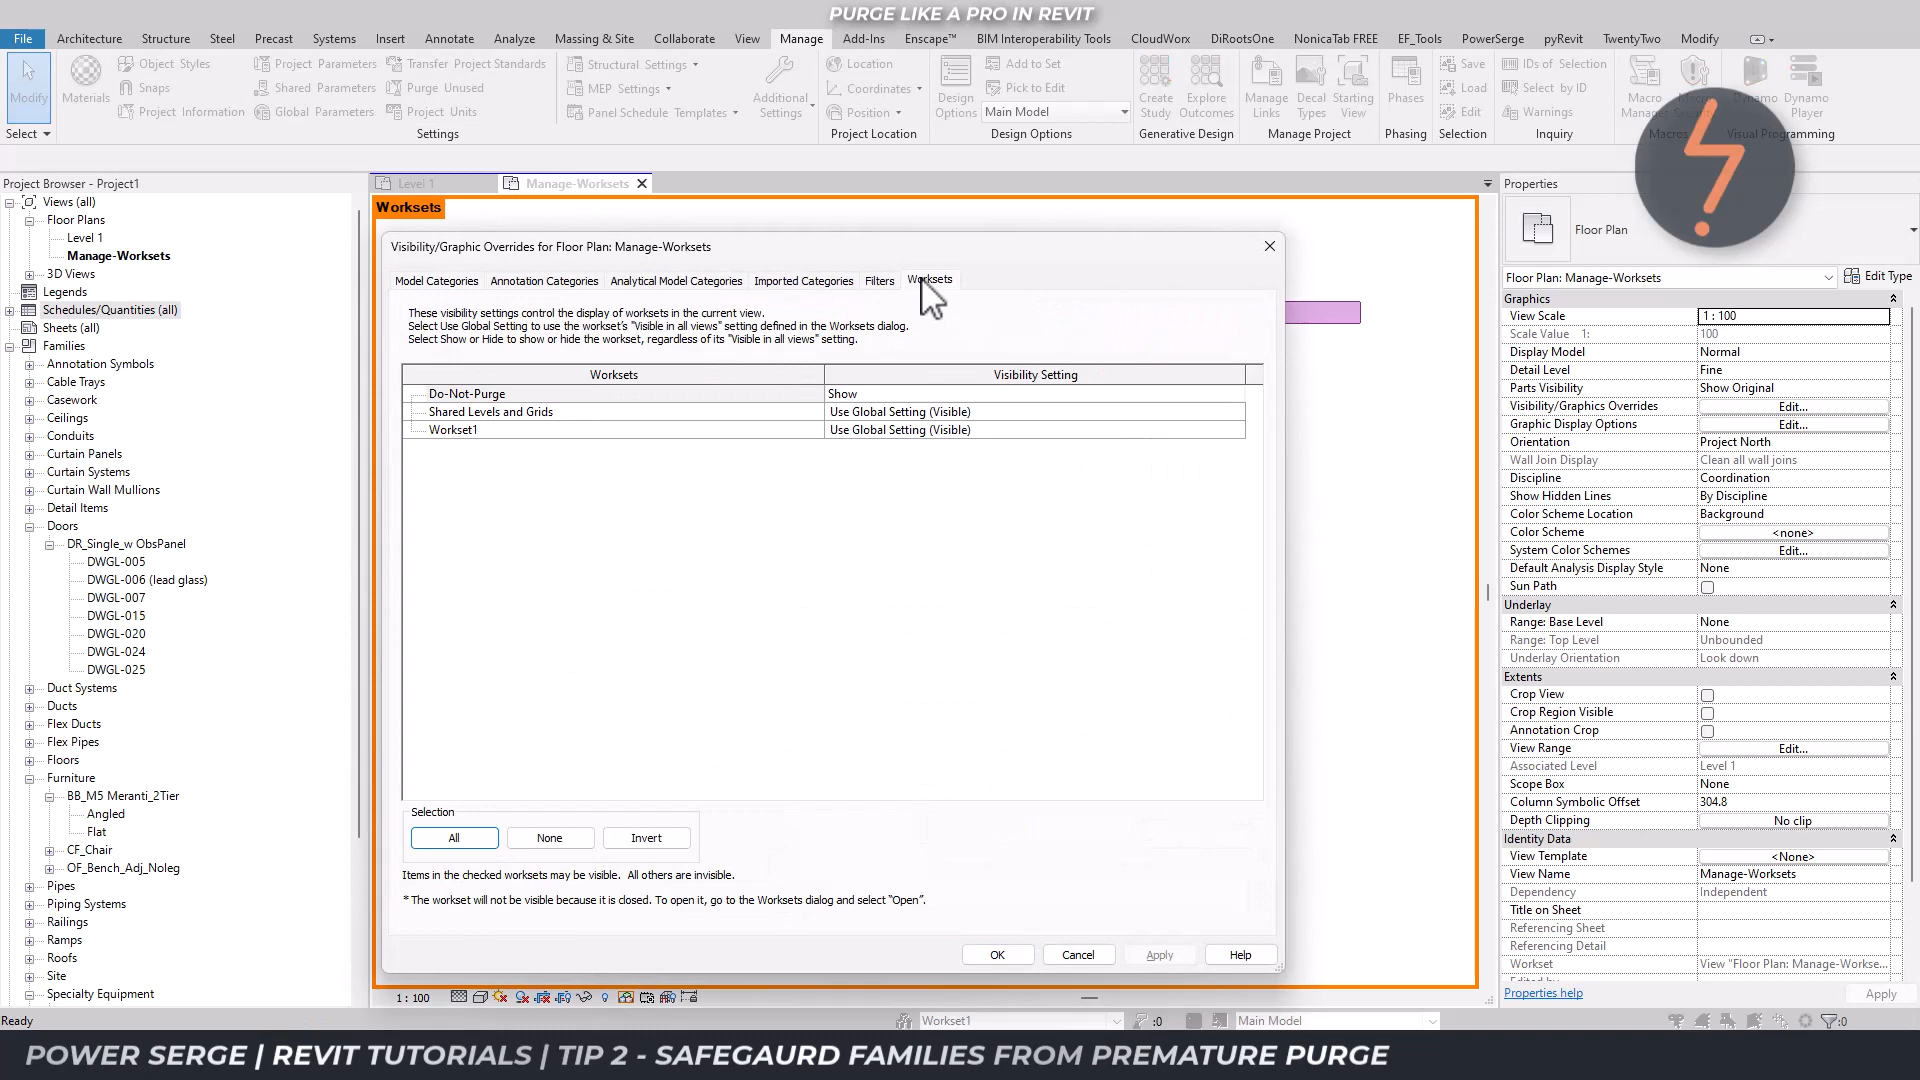 PURGE LIKE A PRO IN REVIT
File Architecture Structure Steel Precast Systems Insert Annotate Analyze Massing & Site Collaborate View Manage Add-Ins Enscape™ BIM Interoperability Tools CloudWorx DiRootsOne NonicaTab FREE EF_Tools PowerSerge pyRevit TwentyTwo Modify
Modify
Select
Materials
Object Styles
Snaps
Project Information
Project Parameters
Shared Parameters
Global Parameters
Transfer Project Standards
Purge Unused
Project Units
Settings
Structural Settings
MEP Settings
Panel Schedule Templates
Additional Settings
Location
Coordinates
Position
Project Location
Design Options
Add to Set
Pick to Edit
Main Model
Design Options
Create Study
Explore Outcomes
Generative Design
Manage Links
Decal Types
Starting View
Manage Project
Phases
Phasing
Save
Load
Edit
Selection
IDs of Selection
Select by ID
Warnings
Inquiry
Macro
Macros
Dynamo
Dynamo Player
Visual Programming
Project Browser - Project1
Views (all)
Floor Plans
Level 1
Manage-Worksets
3D Views
Legends
Schedules/Quantities (all)
Sheets (all)
Families
Annotation Symbols
Cable Trays
Casework
Ceilings
Conduits
Curtain Panels
Curtain Systems
Curtain Wall Mullions
Detail Items
Doors
DR_Single_w ObsPanel
DWGL-005
DWGL-006 (lead glass)
DWGL-007
DWGL-015
DWGL-020
DWGL-024
DWGL-025
Duct Systems
Ducts
Flex Ducts
Flex Pipes
Floors
Furniture
BB_M5 Meranti_2Tier
Angled
Flat
CF_Chair
OF_Bench_Adj_Noleg
Pipes
Piping Systems
Railings
Ramps
Roofs
Site
Specialty Equipment
Level 1
Manage-Worksets
Worksets
Visibility/Graphic Overrides for Floor Plan: Manage-Worksets
Model Categories Annotation Categories Analytical Model Categories Imported Categories Filters Worksets
These visibility settings control the display of worksets in the current view.
Select Use Global Setting to use the workset's "Visible in all views" setting defined in the Worksets dialog.
Select Show or Hide to show or hide the workset, regardless of its "Visible in all views" setting.
Worksets Visibility Setting
Do-Not-Purge Show
Shared Levels and Grids Use Global Setting (Visible)
Workset1 Use Global Setting (Visible)
Selection
All None Invert
Items in the checked worksets may be visible. All others are invisible.
* The workset will not be visible because it is closed. To open it, go to the Worksets dialog and select “Open”.
OK Cancel Apply Help
1 : 100
Properties
Floor Plan
Floor Plan: Manage-Worksets Edit Type
Graphics
View Scale 1 : 100
Scale Value 1: 100
Display Model Normal
Detail Level Fine
Parts Visibility Show Original
Visibility/Graphics Overrides Edit...
Graphic Display Options Edit...
Orientation Project North
Wall Join Display Clean all wall joins
Discipline Coordination
Show Hidden Lines By Discipline
Color Scheme Location Background
Color Scheme <none>
System Color Schemes Edit...
Default Analysis Display Style None
Sun Path
Underlay
Range: Base Level None
Range: Top Level Unbounded
Underlay Orientation Look down
Extents
Crop View
Crop Region Visible
Annotation Crop
View Range Edit...
Associated Level Level 1
Scope Box None
Column Symbolic Offset 304.8
Depth Clipping No clip
Identity Data
View Template <None>
View Name Manage-Worksets
Dependency Independent
Title on Sheet
Referencing Sheet
Referencing Detail
Workset View "Floor Plan: Manage-Workse...
Properties help Apply
Ready
Workset1 :0 Main Model :0
POWER SERGE | REVIT TUTORIALS | TIP 2 - SAFEGAURD FAMILIES FROM PREMATURE PURGE